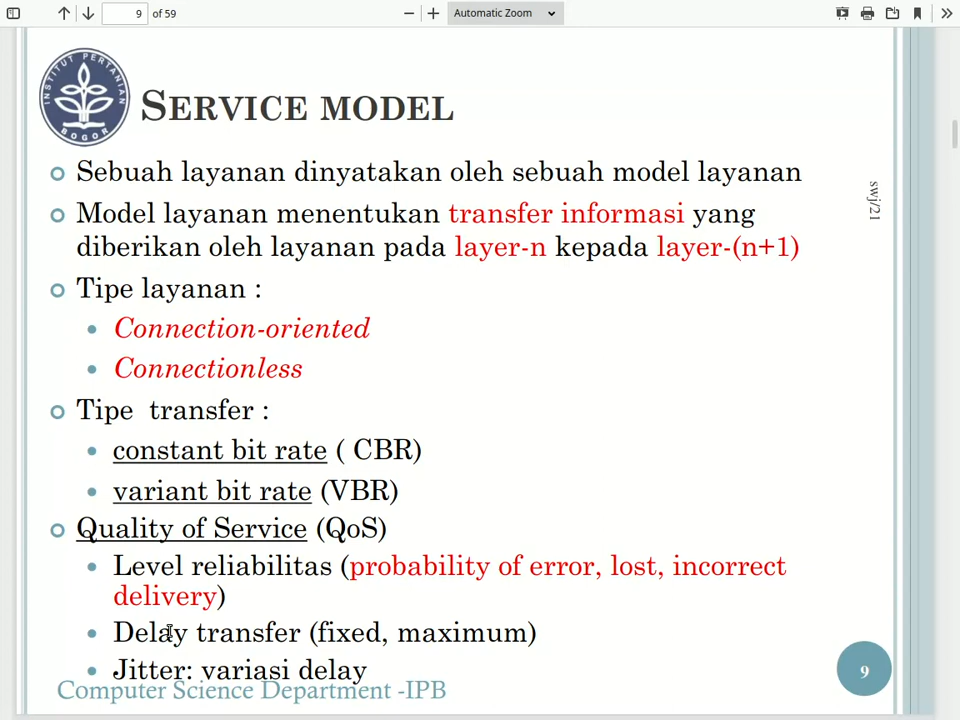 9 of 59
Automatic Zoom
INSTITUT PERTANIAN
BOGOR
SERVICE MODEL
swj/21
Sebuah layanan dinyatakan oleh sebuah model layanan
Model layanan menentukan transfer informasi yang
diberikan oleh layanan pada layer-n kepada layer-(n+1)
Tipe layanan :
Connection-oriented
Connectionless
Tipe transfer :
constant bit rate ( CBR)
variant bit rate (VBR)
Quality of Service (QoS)
Level reliabilitas (probability of error, lost, incorrect
delivery)
Delay transfer (fixed, maximum)
Jitter: variasi delay
Computer Science Department -IPB
9